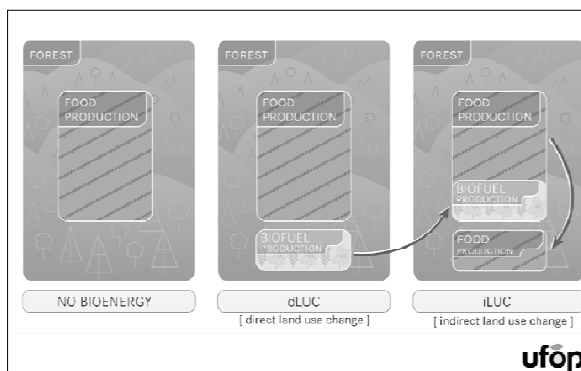 FOREST
FOOD
PRODUCTION
NO BIOENERGY
FOREST
FOOD
PRODUCTION
BIOFUEL
PRODUCTION
dLUC
[ direct land use change ]
FOREST
FOOD
PRODUCTION
BIOFUEL
PRODUCTION
FOOD
PRODUCTION
iLUC
[ indirect land use change ]
ufop